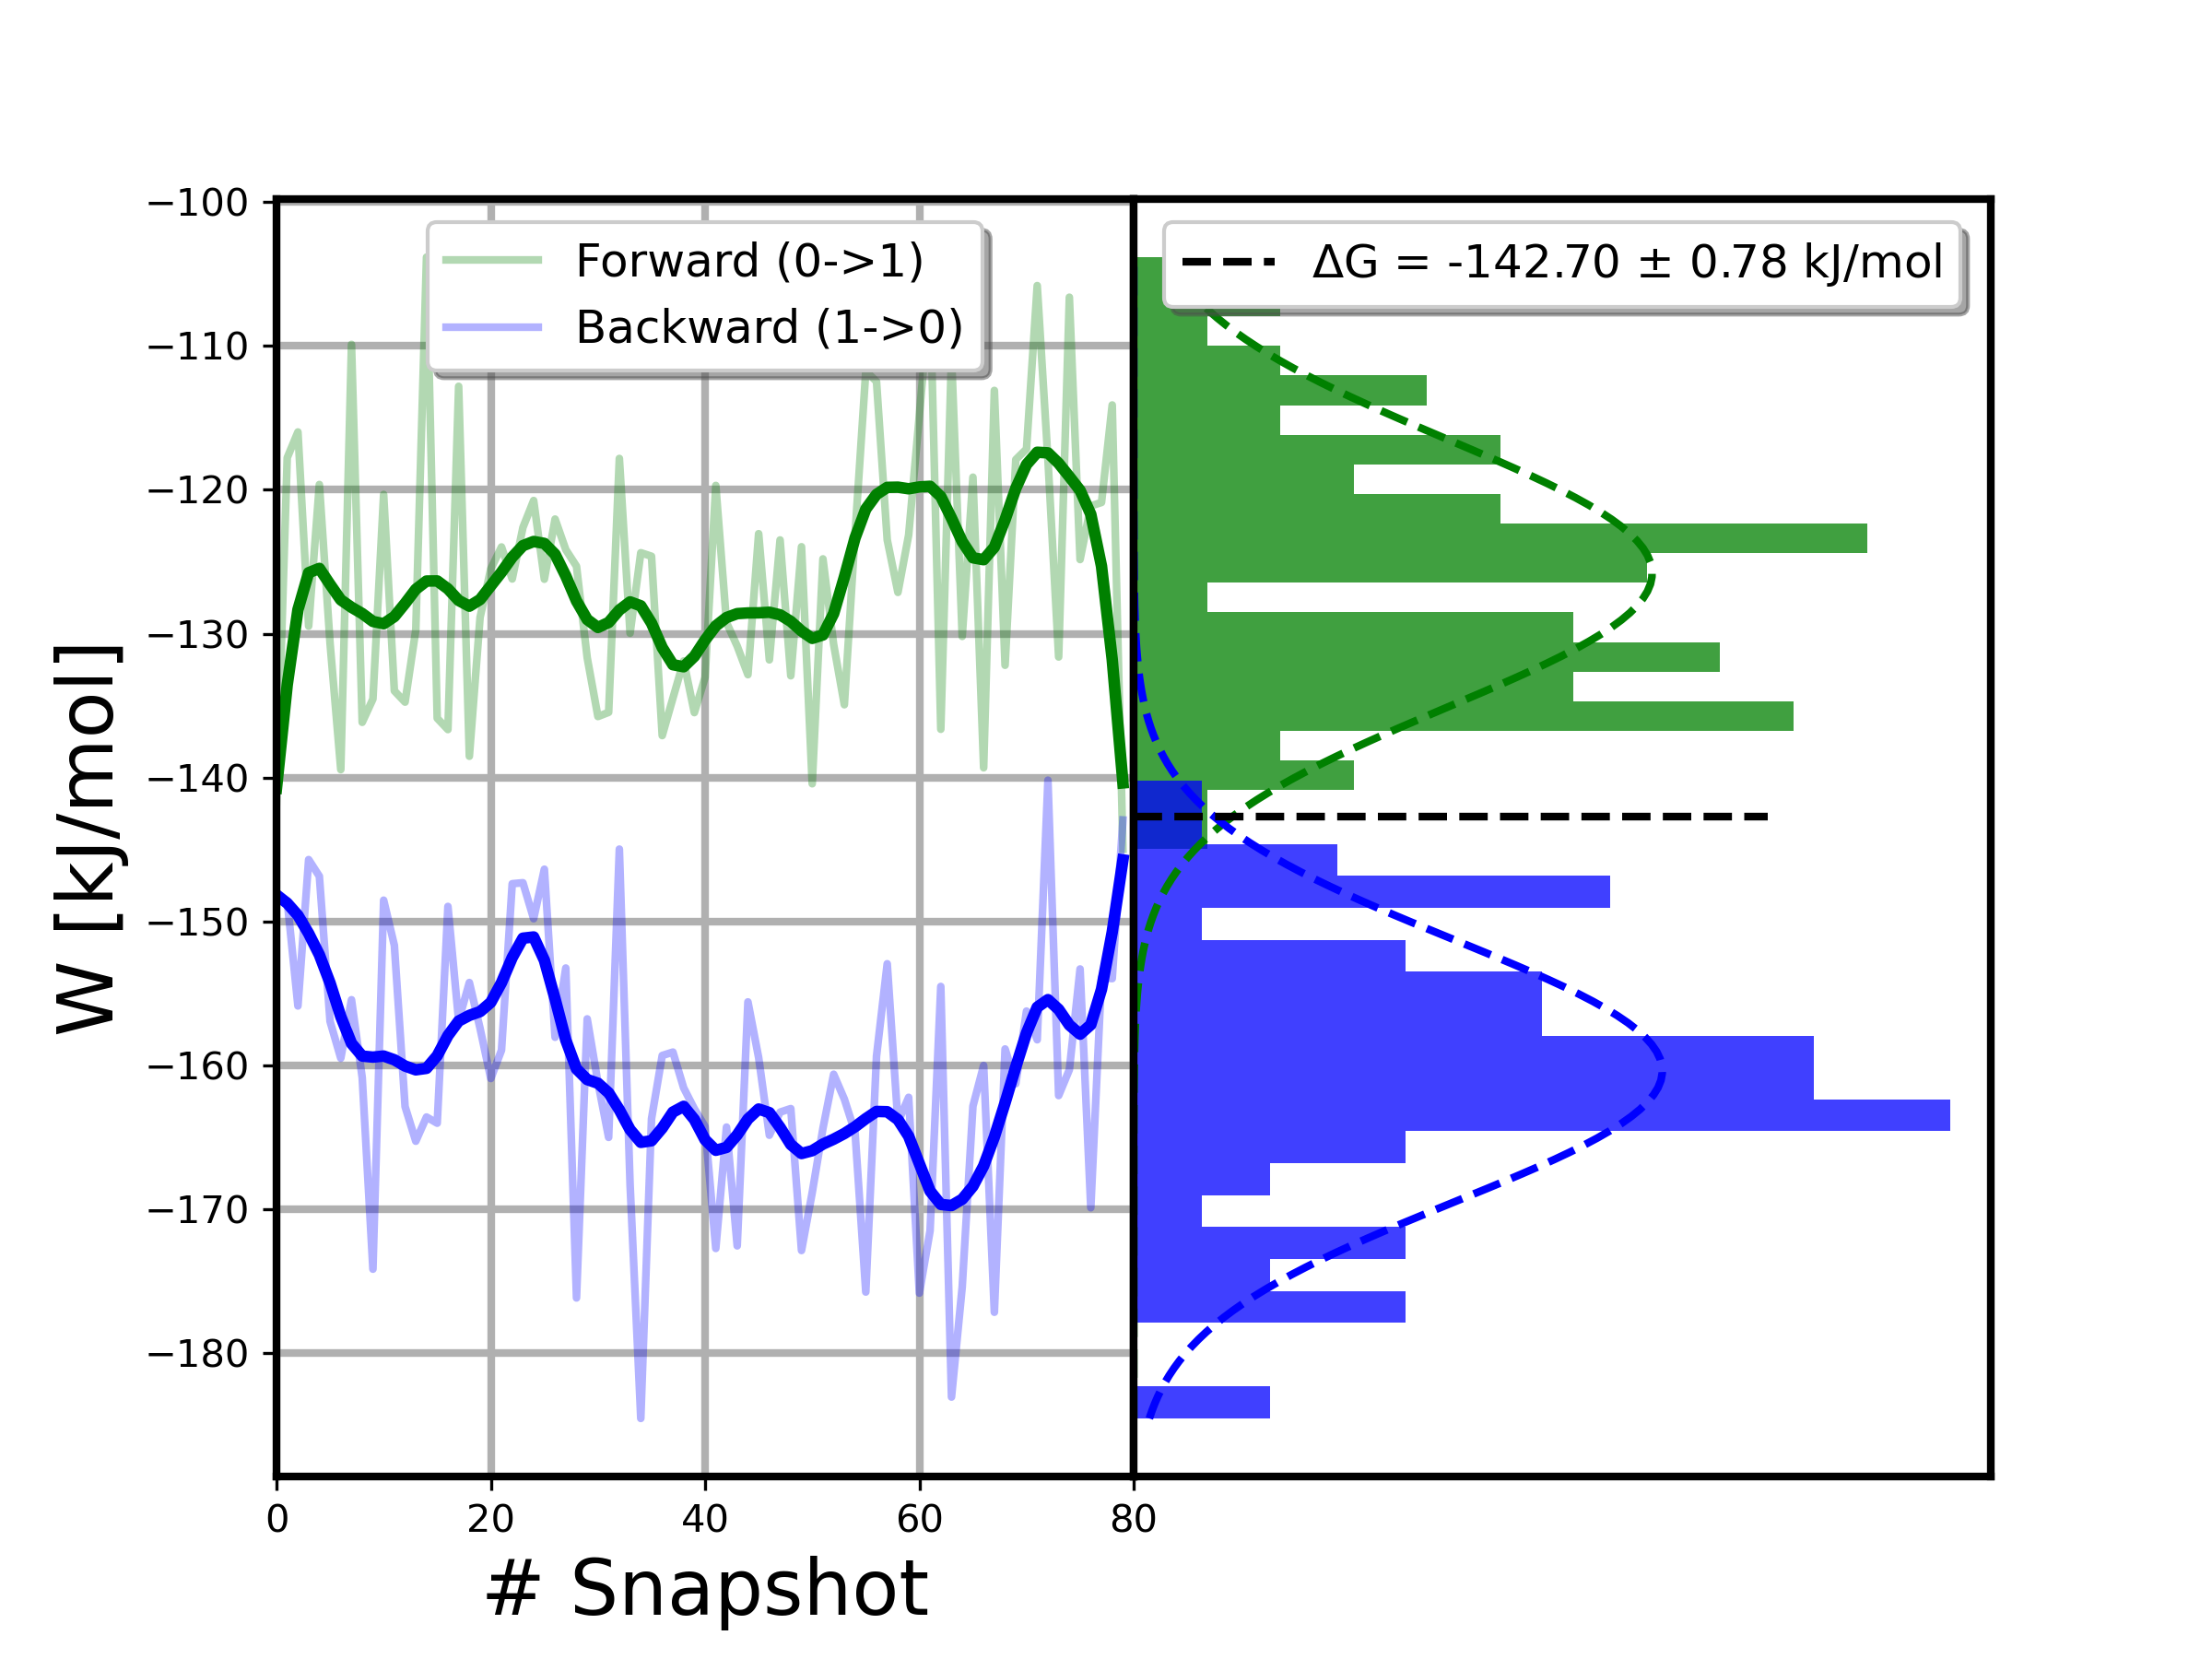 Forward (0->1)
Backward (1->0)
ΔG = -142.70 ± 0.78 kJ/mol
W [kJ/mol]
−100
−110
−120
−130
−140
−150
−160
−170
−180
0 20 40 60 80
# Snapshot